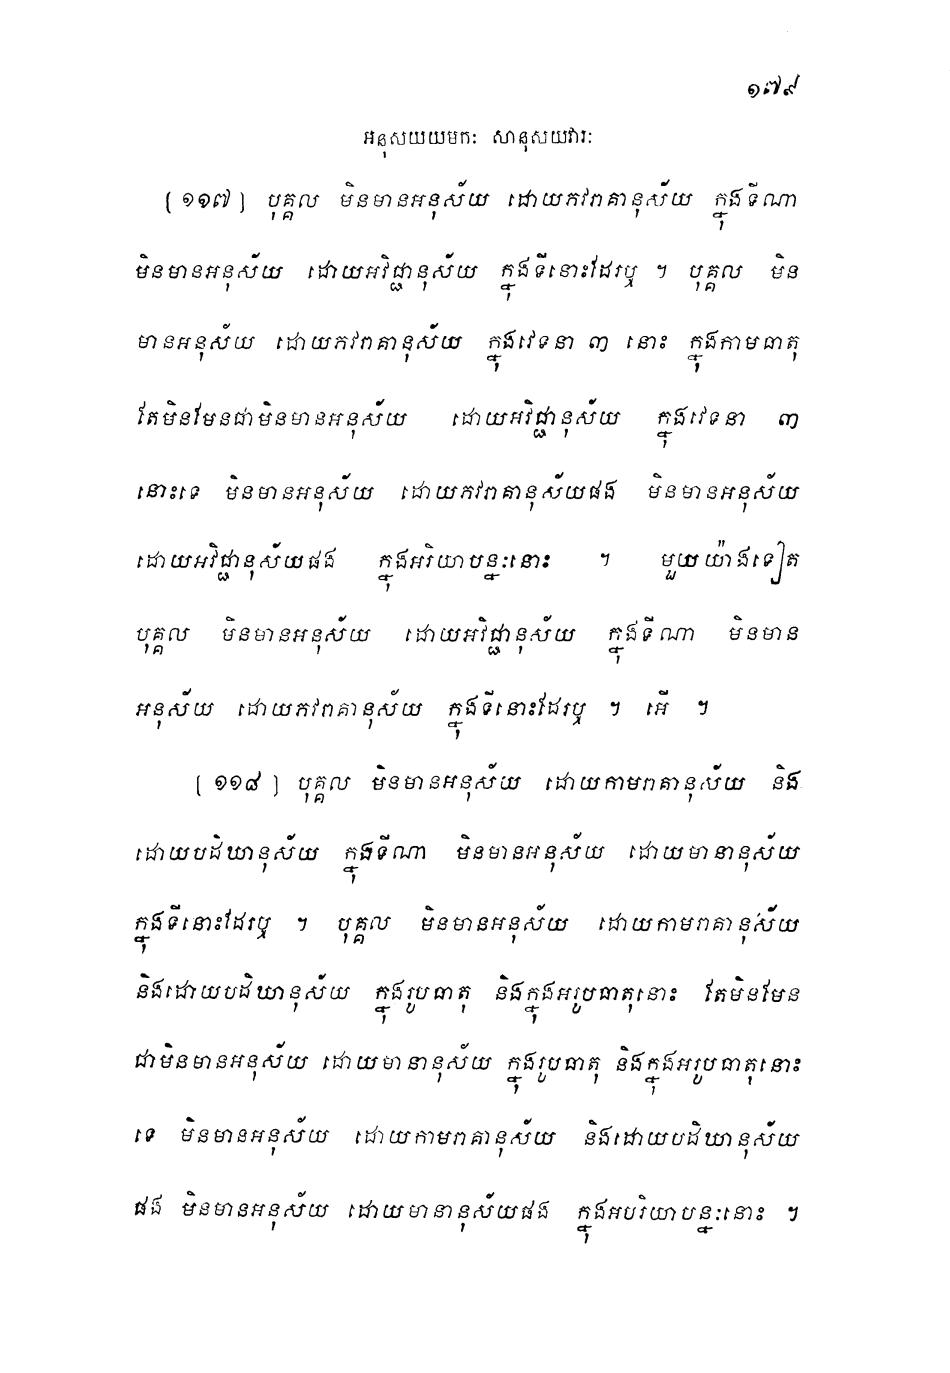 ១៧៩
អនុសយយមកៈ សានុសយវារៈ
[ ១១៧ ] បុគ្គល មិនមានអនុស័យ ដោយភវរាគានុស័យ ក្នុងទីណា
មិនមានអនុស័យ ដោយអវិជ្ជានុស័យ ក្នុងទីនោះដែរឬ ។ បុគ្គល មិន
មានអនុស័យ ដោយភវរាគានុស័យ ក្នុងវេទនា ៣ នោះ ក្នុងកាមធាតុ
តែមិនមែនជាមិនមានអនុស័យ ដោយអវិជ្ជានុស័យ ក្នុងវេទនា ៣
នោះទេ មិនមានអនុស័យ ដោយភវរាគានុស័យផង មិនមានអនុស័យ
ដោយអវិជ្ជានុស័យផង ក្នុងអរិយាបន្នៈនោះ ។ មួយយ៉ាងទៀត
បុគ្គល មិនមានអនុស័យ ដោយអវិជ្ជានុស័យ ក្នុងទីណា មិនមាន
អនុស័យ ដោយភវរាគានុស័យ ក្នុងទីនោះដែរឬ ។ អើ ។
[ ១១៨ ] បុគ្គល មិនមានអនុស័យ ដោយកាមរាគានុស័យ និង
ដោយបដិឃានុស័យ ក្នុងទីណា មិនមានអនុស័យ ដោយមានានុស័យ
ក្នុងទីនោះដែរឬ ។ បុគ្គល មិនមានអនុស័យ ដោយកាមរាគានុស័យ
និងដោយបដិឃានុស័យ ក្នុងរូបធាតុ និងក្នុងអរូបធាតុនោះ តែមិនមែន
ជាមិនមានអនុស័យ ដោយមានានុស័យ ក្នុងរូបធាតុ និងក្នុងអរូបធាតុនោះ
ទេ មិនមានអនុស័យ ដោយកាមរាគានុស័យ និងដោយបដិឃានុស័យ
ផង មិនមានអនុស័យ ដោយមានានុស័យផង ក្នុងអបរិយាបន្នៈនោះ ។